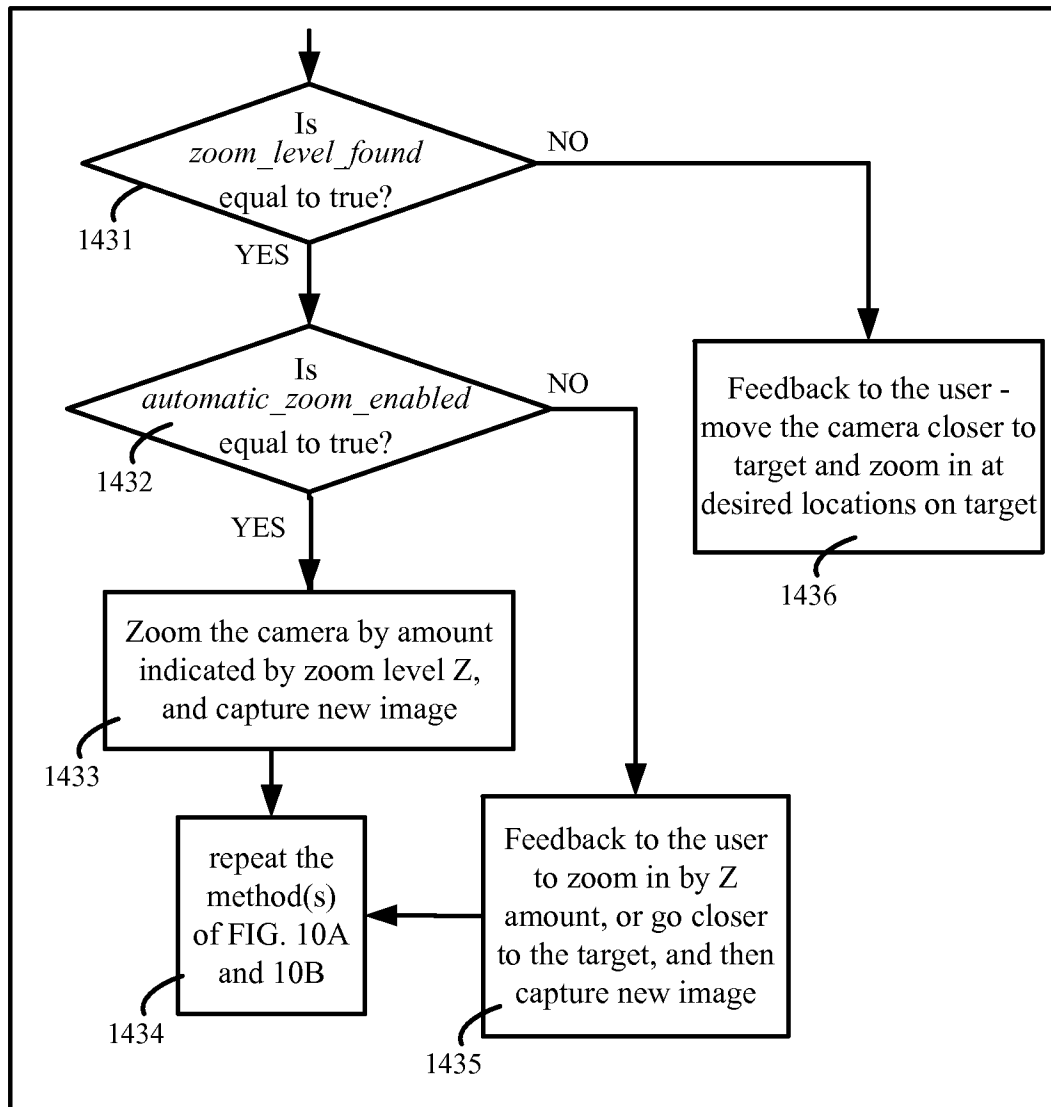 Is
zoom_level_found
equal to true?
NO
1431
YES
Is
automatic_zoom_enabled
equal to true?
NO
1432
YES
Feedback to the user -
move the camera closer to
target and zoom in at
desired locations on target
1436
Zoom the camera by amount
indicated by zoom level Z,
and capture new image
1433
repeat the
method(s)
of FIG. 10A
and 10B
1434
Feedback to the user
to zoom in by Z
amount, or go closer
to the target, and then
capture new image
1435